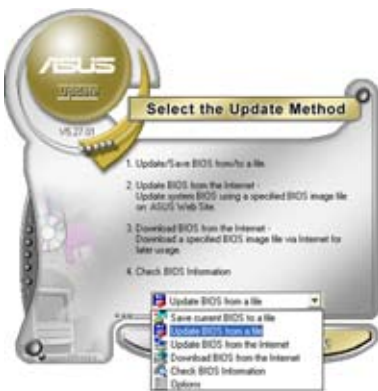 ASUS
Update
V5.27.01
Select the Update Method
1. Update/Save BIOS from/to a file
2. Update BIOS from the Internet -
Update system BIOS using a specified BIOS image file
on ASUS Web Site.
3. Download BIOS from the Internet -
Download a specified BIOS image file via Internet for
later usage.
4. Check BIOS Information
Update BIOS from a file
Save current BIOS to a file
Update BIOS from a file
Update BIOS from the Internet
Download BIOS from the Internet
Check BIOS Information
Options